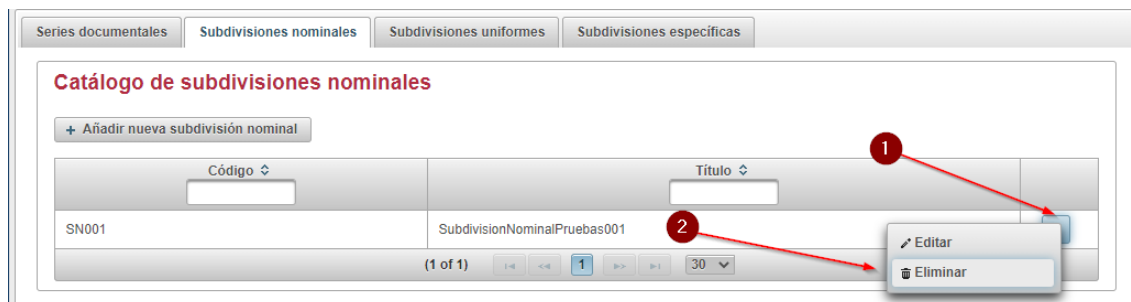 Series documentales Subdivisiones nominales Subdivisiones uniformes Subdivisiones específicas
Catálogo de subdivisiones nominales
+ Añadir nueva subdivisión nominal
1
Código Título
SN001 SubdivisionNominalPruebas001
2
Editar
(1 of 1) 1 30
Eliminar